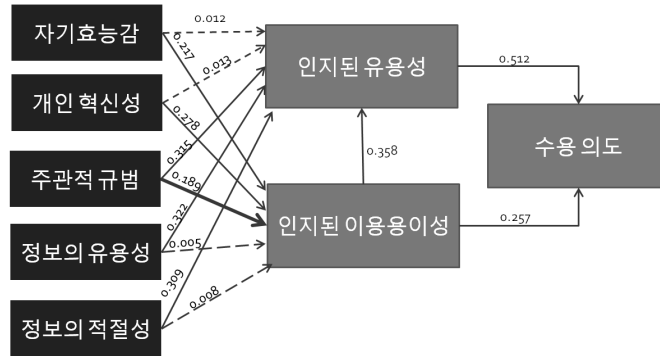 자기효능감
개인 혁신성
주관적 규범
정보의 유용성
정보의 적절성
0.012
0.217
0.013
0.278
0.315
0.189
0.322
0.005
0.309
0.008
인지된 유용성
0.358
인지된 이용용이성
0.512
0.257
수용 의도